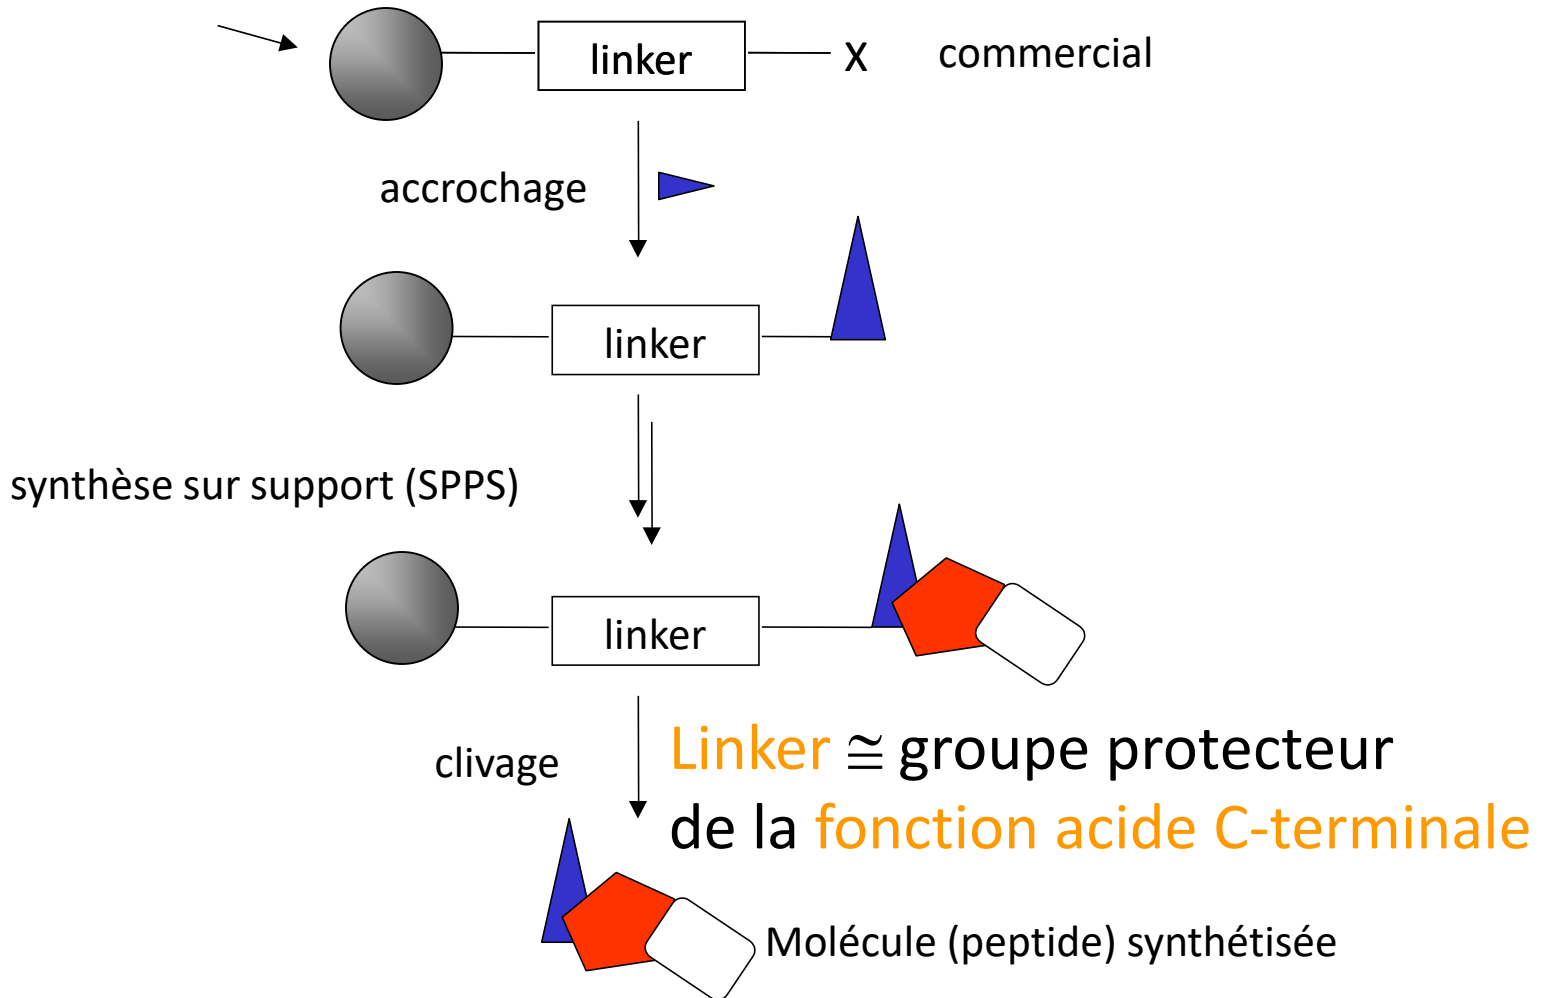 linker
X
commercial
accrochage
linker
synthèse sur support (SPPS)
linker
clivage
Linker ≅ groupe protecteur
de la fonction acide C-terminale
Molécule (peptide) synthétisée